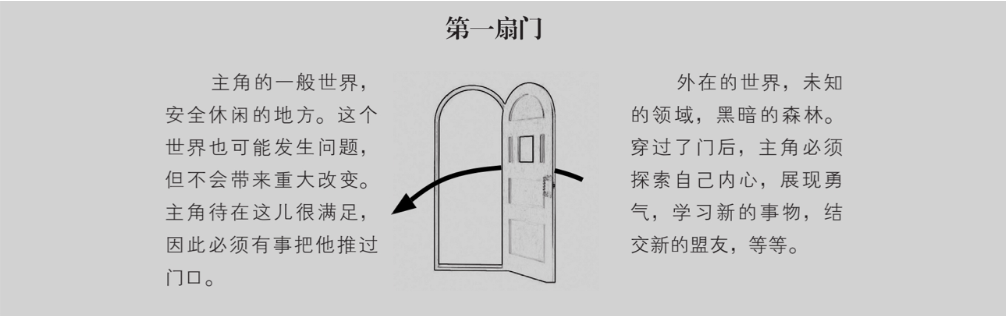 第一扇门
主角的一般世界，
安全休闲的地方。这个
世界也可能发生问题，
但不会带来重大改变。
主角待在这儿很满足，
因此必须有事把他推过
门口。
外在的世界，未知
的领域，黑暗的森林。
穿过了门后，主角必须
探索自己内心，展现勇
气，学习新的事物，结
交新的盟友，等等。